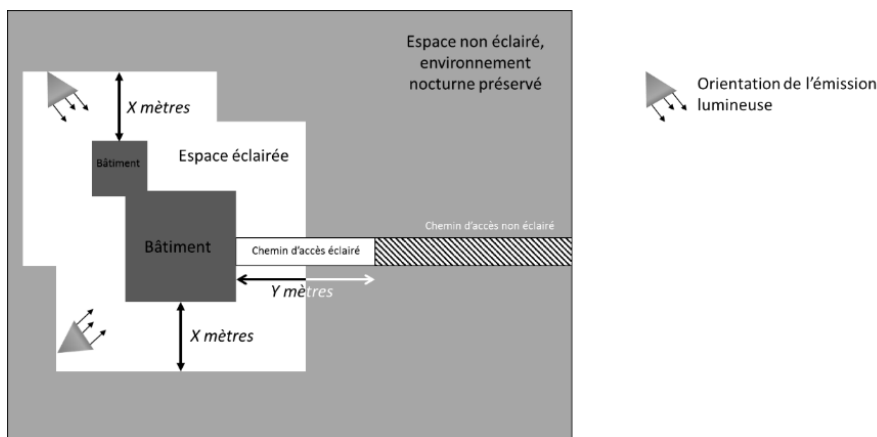 Espace non éclairé,
environnement
nocturne préservé
Orientation de l'émission
lumineuse
X mètres
Bâtiment
Espace éclairée
Chemin d'accès non éclairé
Bâtiment
Chemin d'accès éclairé
Y mètres
X mètres